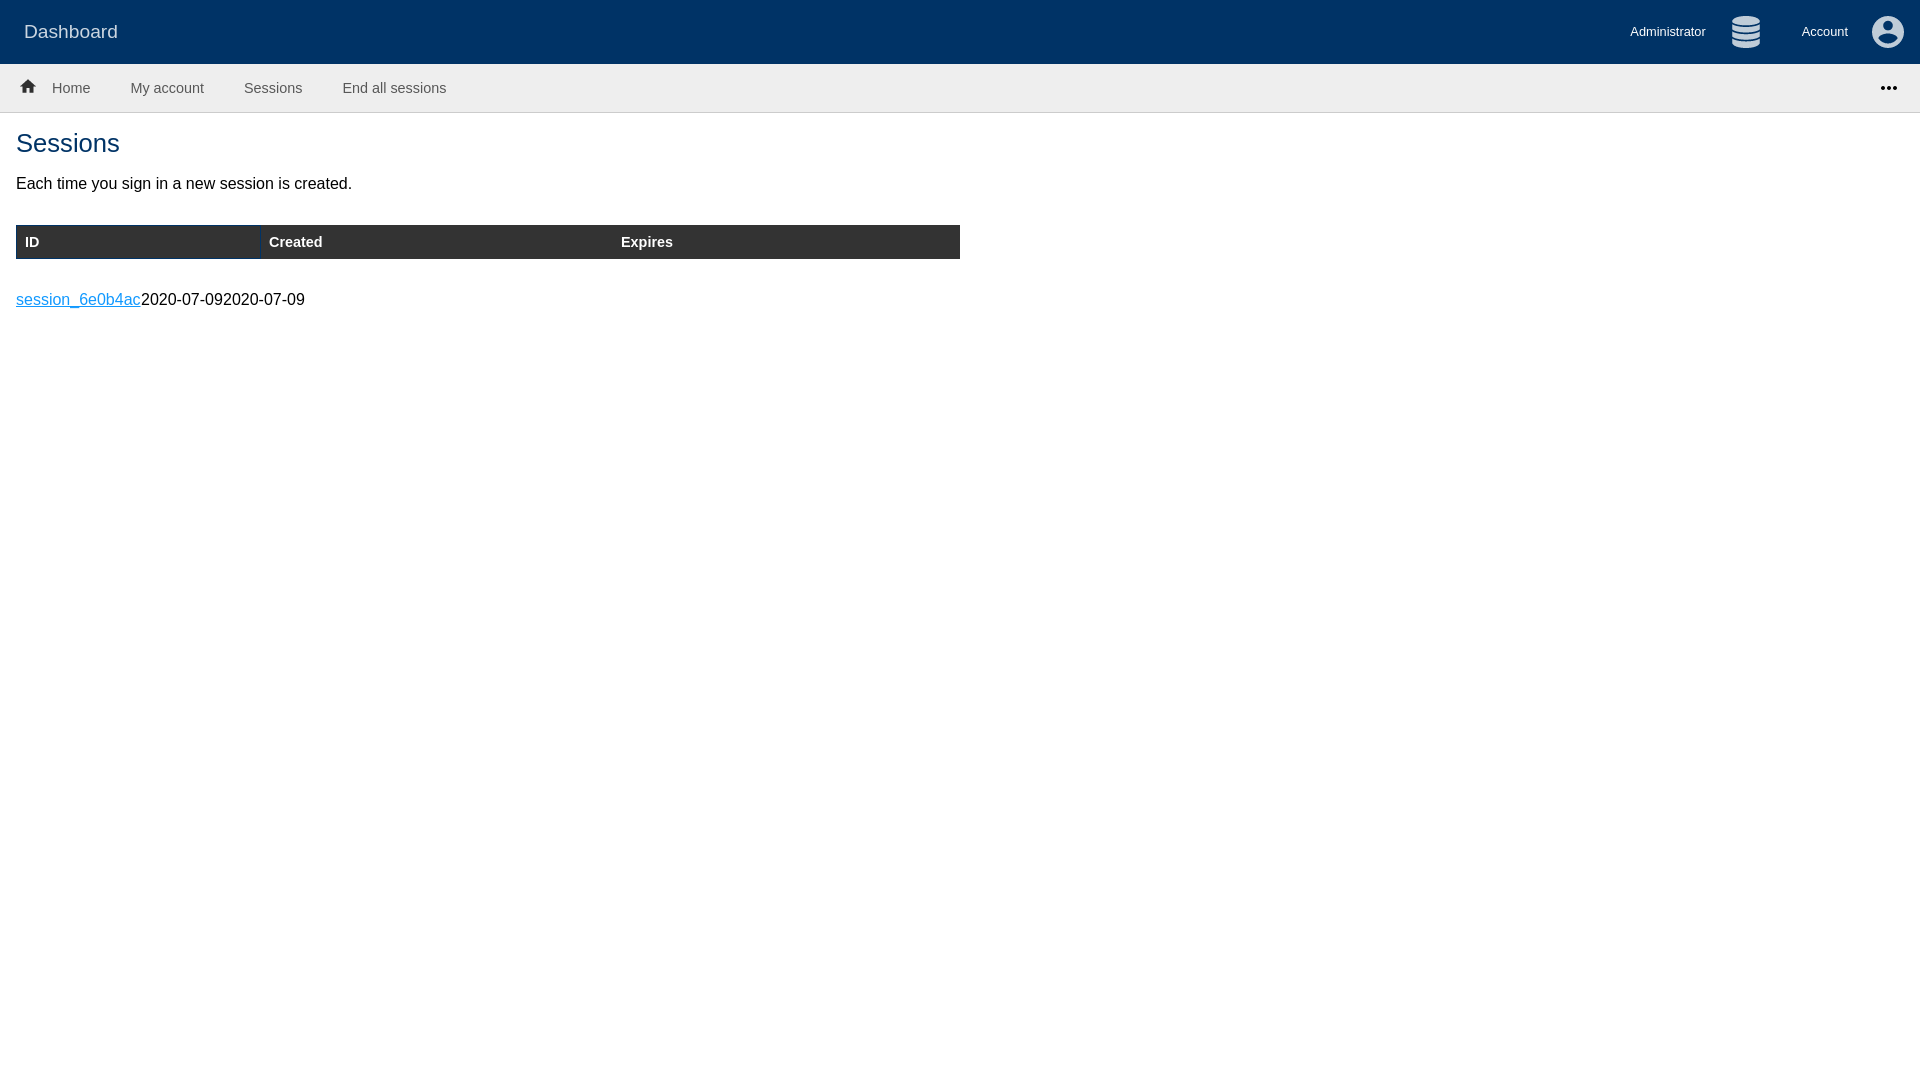 Dashboard Administrator Account
Home My account Sessions End all sessions
Sessions
Each time you sign in a new session is created.
ID Created Expires
session_6e0b4ac2020-07-092020-07-09